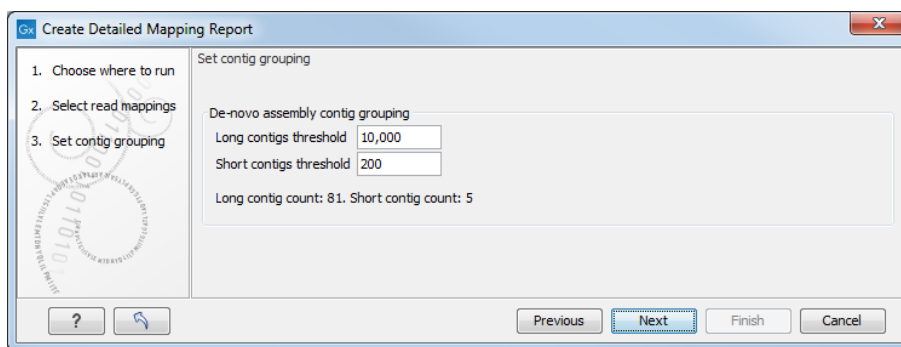 Gx Create Detailed Mapping Report
1. Choose where to run
2. Select read mappings
3. Set contig grouping
Set contig grouping
De-novo assembly contig grouping
Long contigs threshold 10,000
Short contigs threshold 200
Long contig count: 81. Short contig count: 5
? Previous Next Finish Cancel